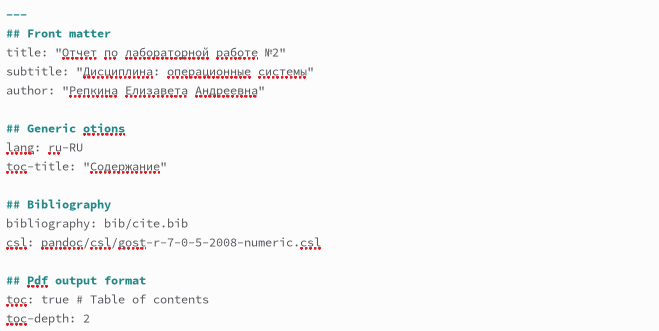 ---
## Front matter
title: "Отчет по лабораторной работе №2"
subtitle: "Дисциплина: операционные системы"
author: "Репкина Елизавета Андреевна"
## Generic otions
lang: ru-RU
toc-title: "Содержание"
## Bibliography
bibliography: bib/cite.bib
csl: pandoc/csl/gost-r-7-0-5-2008-numeric.csl
## Pdf output format
toc: true # Table of contents
toc-depth: 2